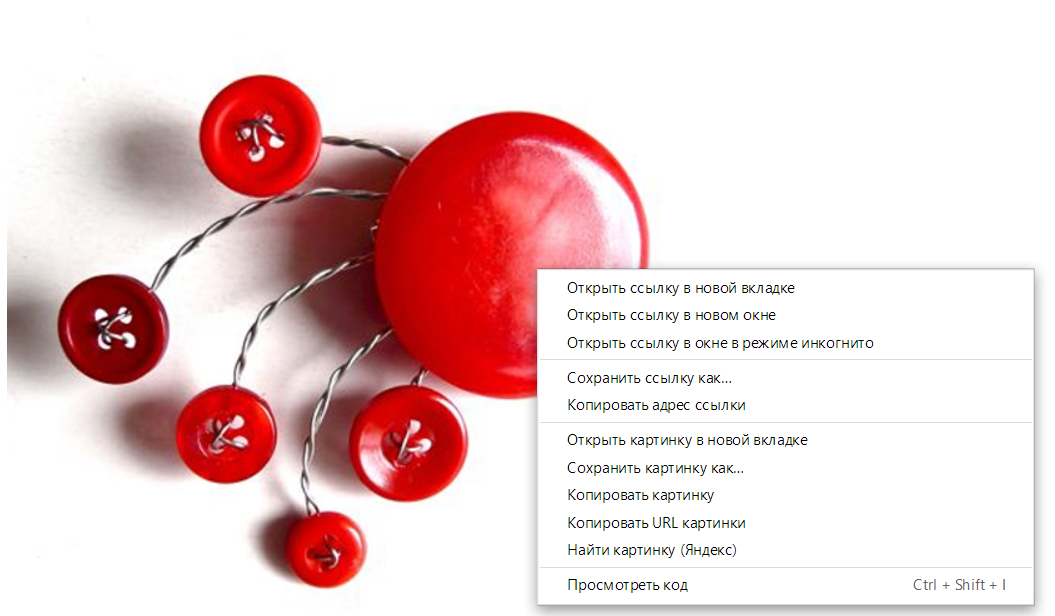 Открыть ссылку в новой вкладке
Открыть ссылку в новом окне
Открыть ссылку в окне в режиме инкогнито
Сохранить ссылку как...
Копировать адрес ссылки
Открыть картинку в новой вкладке
Сохранить картинку как...
Копировать картинку
Копировать URL картинки
Найти картинку (Яндекс)
Просмотреть код Ctrl + Shift + I